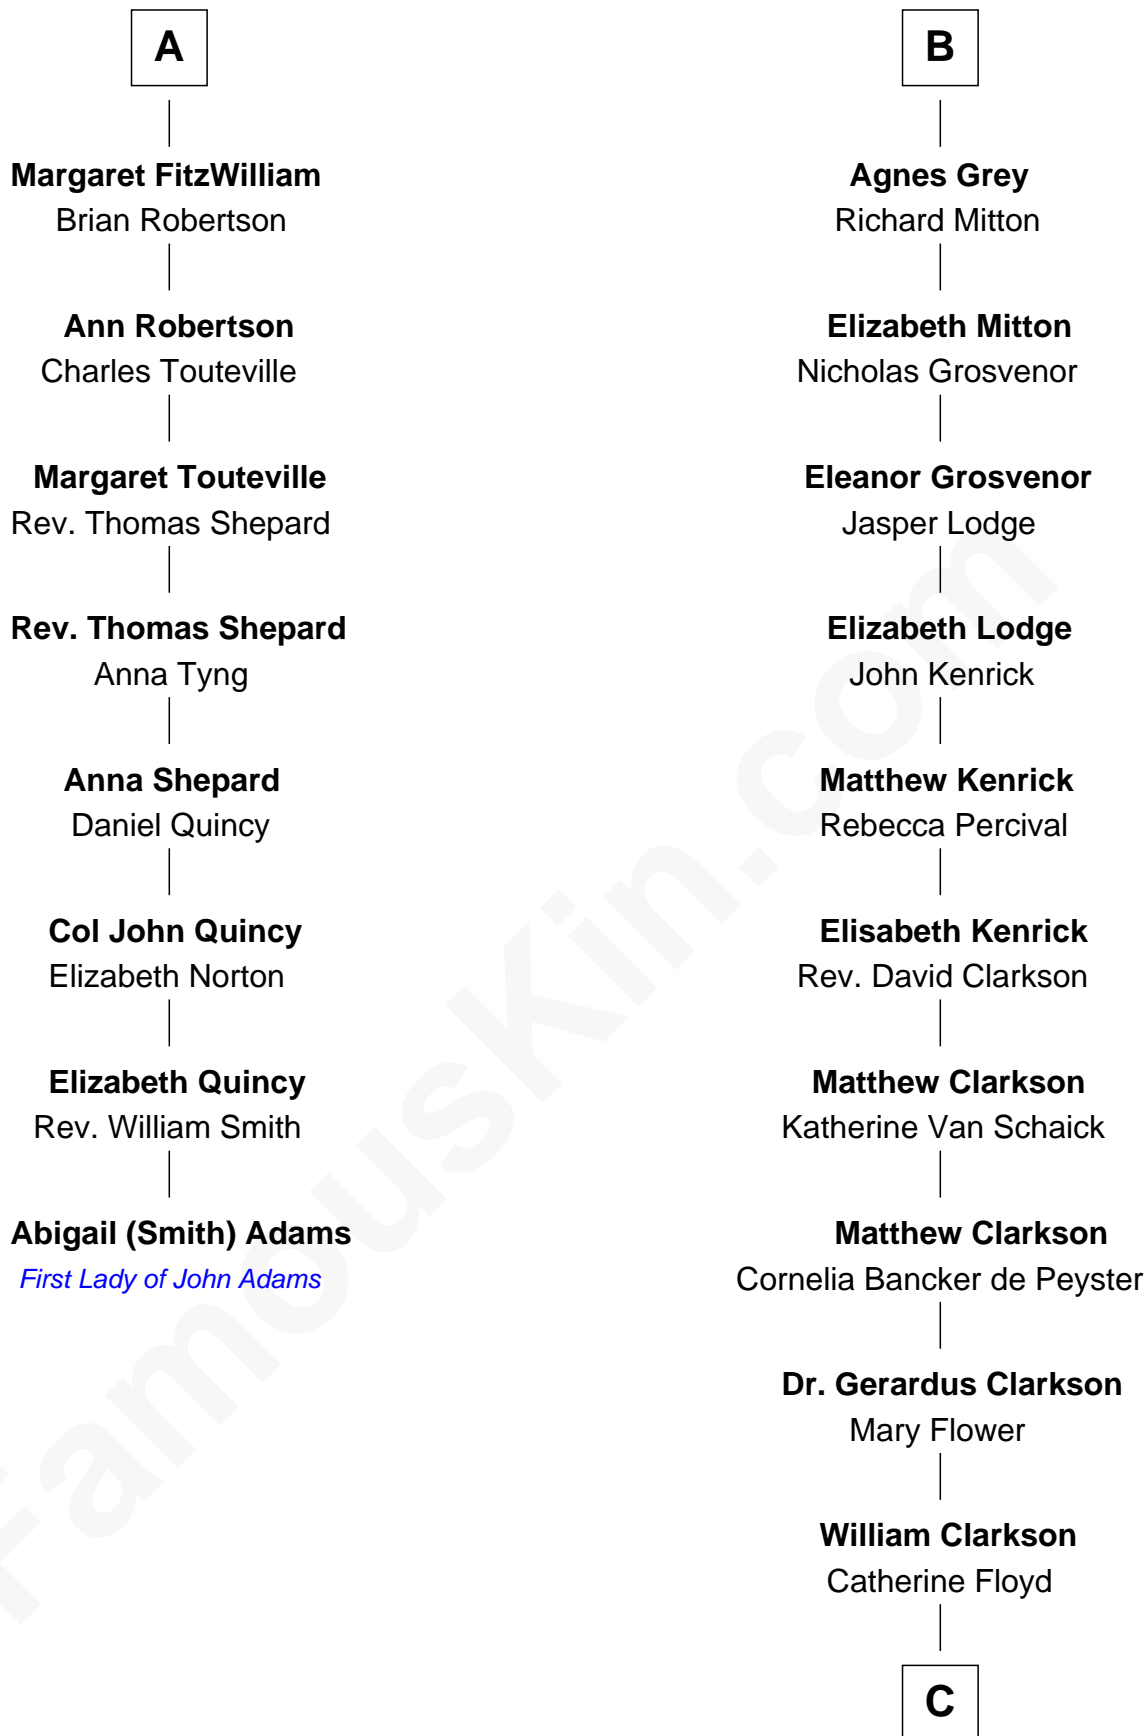 A
Margaret FitzWilliam
Brian Robertson
Ann Robertson
Charles Touteville
Margaret Touteville
Rev. Thomas Shepard
Rev. Thomas Shepard
Anna Tyng
Anna Shepard
Daniel Quincy
Col John Quincy
Elizabeth Norton
Elizabeth Quincy
Rev. William Smith
Abigail (Smith) Adams
First Lady of John Adams
B
Agnes Grey
Richard Mitton
Elizabeth Mitton
Nicholas Grosvenor
Eleanor Grosvenor
Jasper Lodge
Elizabeth Lodge
John Kenrick
Matthew Kenrick
Rebecca Percival
Elisabeth Kenrick
Rev. David Clarkson
Matthew Clarkson
Katherine Van Schaick
Matthew Clarkson
Cornelia Bancker de Peyster
Dr. Gerardus Clarkson
Mary Flower
William Clarkson
Catherine Floyd
C
FamousKin.com